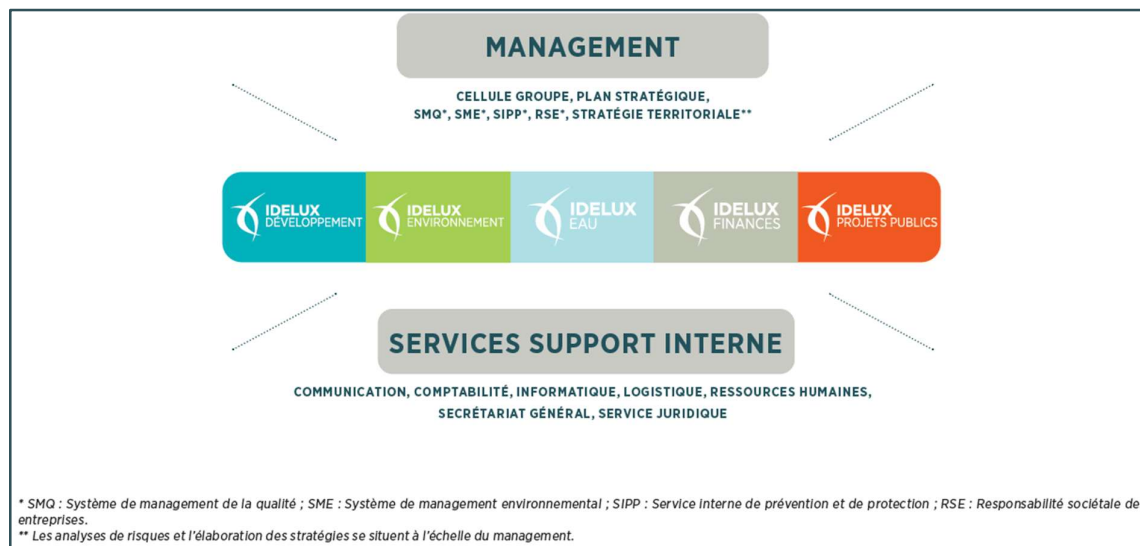 MANAGEMENT
CELLULE GROUPE, PLAN STRATÉGIQUE,
SMQ*, SME*, SIPP*, RSE*, STRATÉGIE TERRITORIALE**
IDELUX
DÉVELOPPEMENT
IDELUX
ENVIRONNEMENT
IDELUX
EAU
IDELUX
FINANCES
IDELUX
PROJETS PUBLICS
SERVICES SUPPORT INTERNE
COMMUNICATION, COMPTABILITÉ, INFORMATIQUE, LOGISTIQUE, RESSOURCES HUMAINES,
SECRÉTARIAT GÉNÉRAL, SERVICE JURIDIQUE
* SMQ : Système de management de la qualité ; SME : Système de management environnemental ; SIPP : Service interne de prévention et de protection ; RSE : Responsabilité sociétale de
entreprises.
** Les analyses de risques et l'élaboration des stratégies se situent à l'échelle du management.